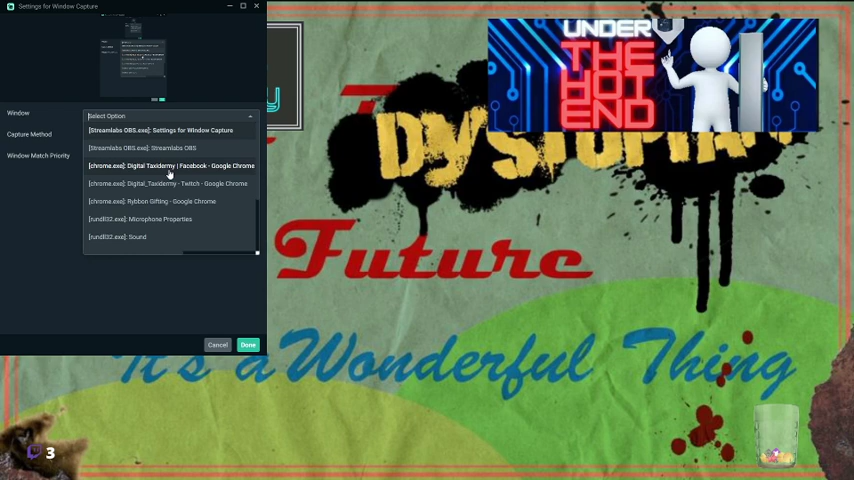 Settings for Window Capture
Window
Select Option
[Streamlabs OBS.exe]: Settings for Window Capture
Capture Method
[Streamlabs OBS.exe]: Streamlabs OBS
Window Match Priority
[chrome.exe]: Digital Taxidermy | Facebook - Google Chrome
[chrome.exe]: Digital_Taxidermy - Twitch - Google Chrome
[chrome.exe]: Rybbon Gifting - Google Chrome
[rundll32.exe]: Microphone Properties
[rundll32.exe]: Sound
Cancel
Done
UNDER
THE
HOT
END
Future
It's a Wonderful Thing
3